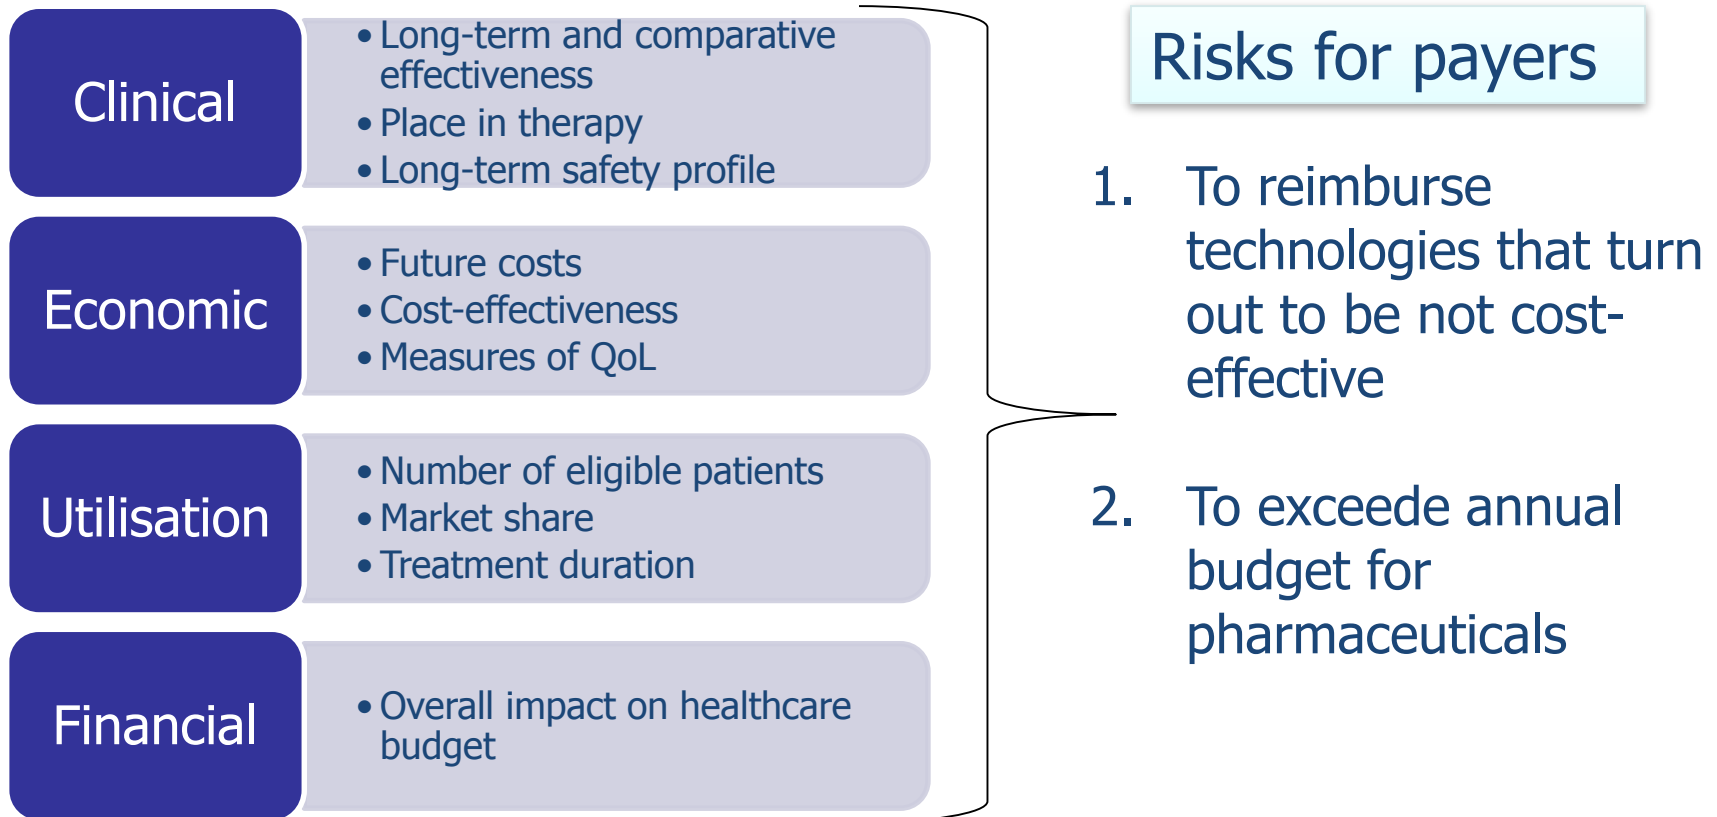 Clinical
• Long-term and comparative
effectiveness
• Place in therapy
• Long-term safety profile
Economic
• Future costs
• Cost-effectiveness
• Measures of QoL
Utilisation
• Number of eligible patients
• Market share
• Treatment duration
Financial
• Overall impact on healthcare
budget
Risks for payers
1. To reimburse
technologies that turn
out to be not cost-
effective
2. To exceede annual
budget for
pharmaceuticals